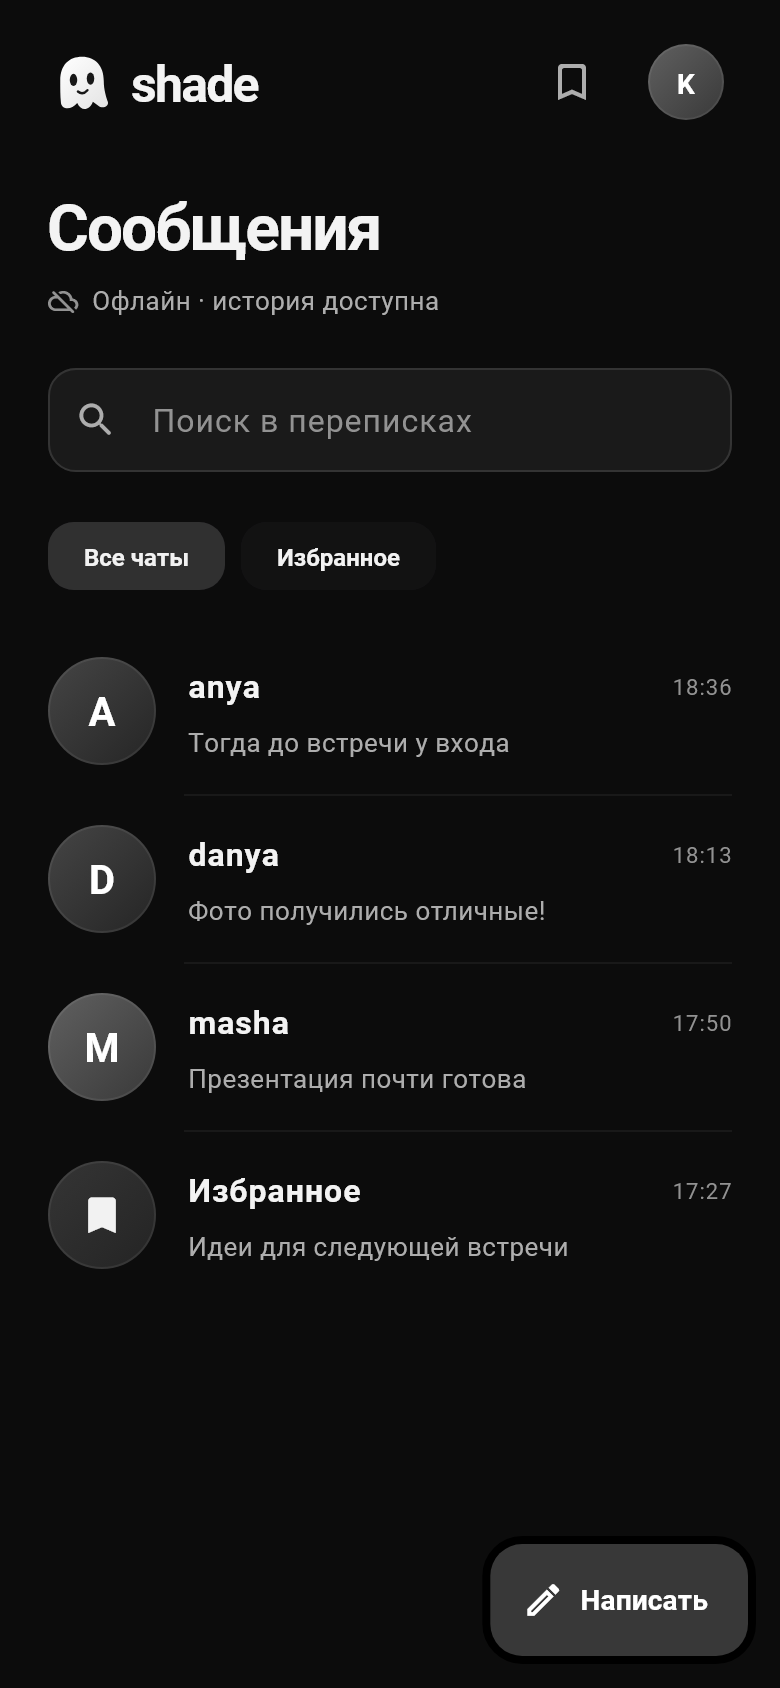 shade
K
Сообщения
Офлайн · история доступна
Поиск в переписках
Все чаты
Избранное
A
anya
18:36
Тогда до встречи у входа
D
danya
18:13
Фото получились отличные!
M
masha
17:50
Презентация почти готова
Избранное
17:27
Идеи для следующей встречи
Написать